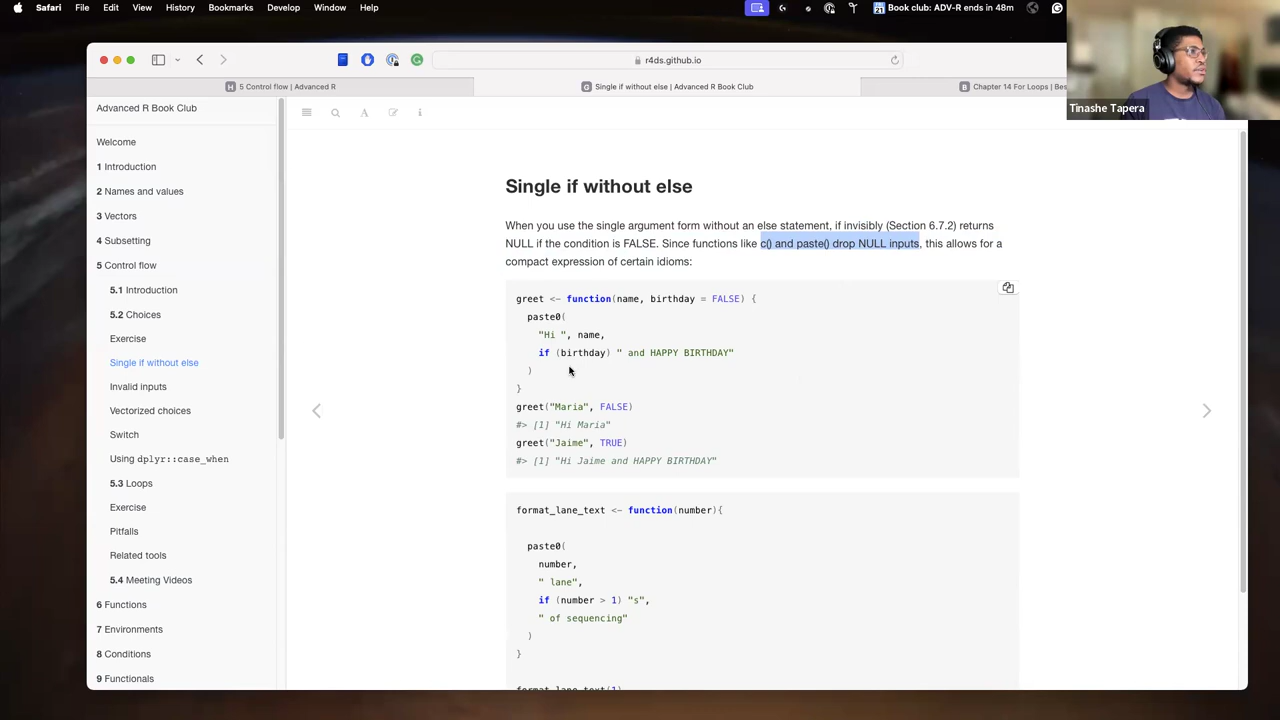 Safari File Edit View History Bookmarks Develop Window Help
21 Book club: ADV-R ends in 48m
r4ds.github.io
H 5 Control flow | Advanced R
G Single if without else | Advanced R Book Club
G Chapter 14 For Loops | Bes
Tinashe Tapera
Advanced R Book Club
Welcome
1 Introduction
2 Names and values
3 Vectors
4 Subsetting
5 Control flow
5.1 Introduction
5.2 Choices
Exercise
Single if without else
Invalid inputs
Vectorized choices
Switch
Using dplyr::case_when
5.3 Loops
Exercise
Pitfalls
Related tools
5.4 Meeting Videos
6 Functions
7 Environments
8 Conditions
9 Functionals
A i
Single if without else
When you use the single argument form without an else statement, if invisibly (Section 6.7.2) returns
NULL if the condition is FALSE. Since functions like c() and paste() drop NULL inputs, this allows for a
compact expression of certain idioms:
greet <- function(name, birthday = FALSE) {
paste0(
"Hi ", name,
if (birthday) " and HAPPY BIRTHDAY"
)
}
greet("Maria", FALSE)
#> [1] "Hi Maria"
greet("Jaime", TRUE)
#> [1] "Hi Jaime and HAPPY BIRTHDAY"
format_lane_text <- function(number){
paste0(
number,
" lane",
if (number > 1) "s",
" of sequencing"
)
}
format_lane_text(1)